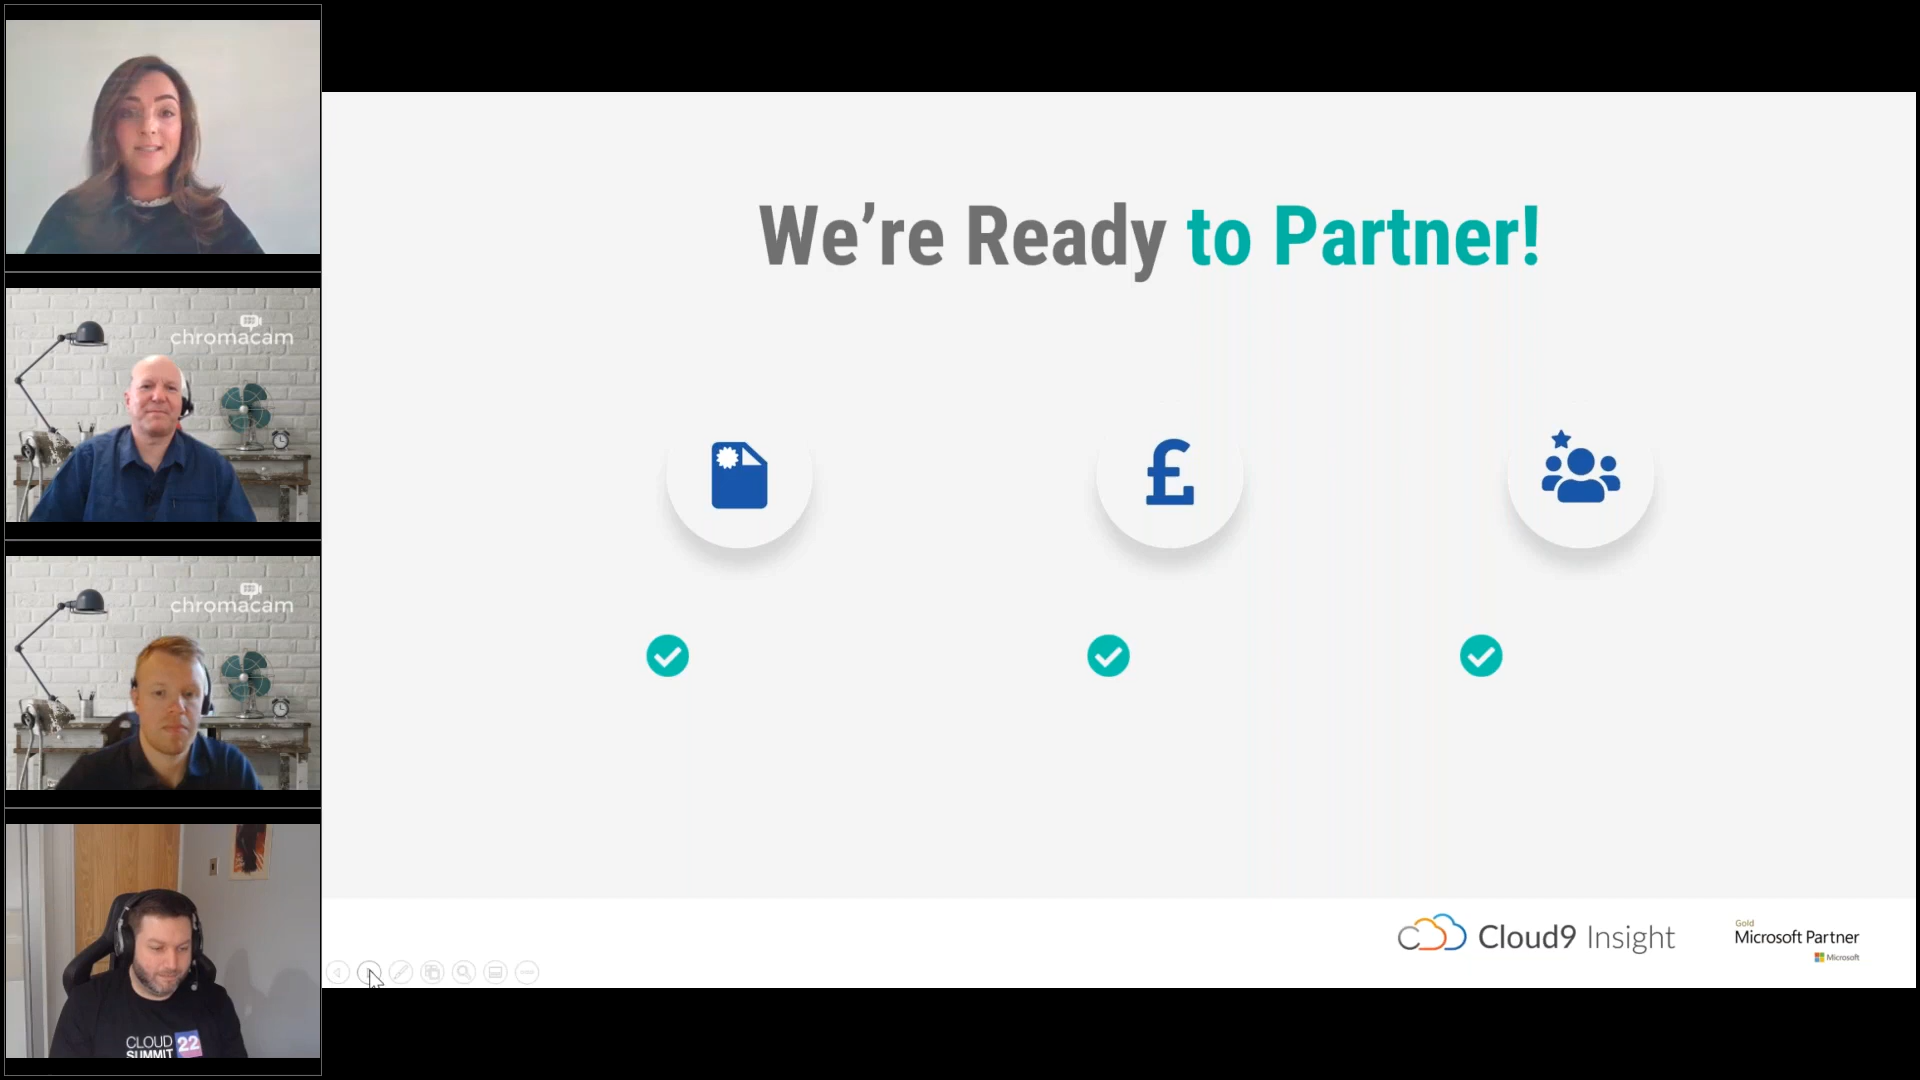 We’re Ready to Partner!
chromacam
chromacam
CLOUD 22
SUMMIT
Cloud9 Insight
Gold
Microsoft Partner
Microsoft